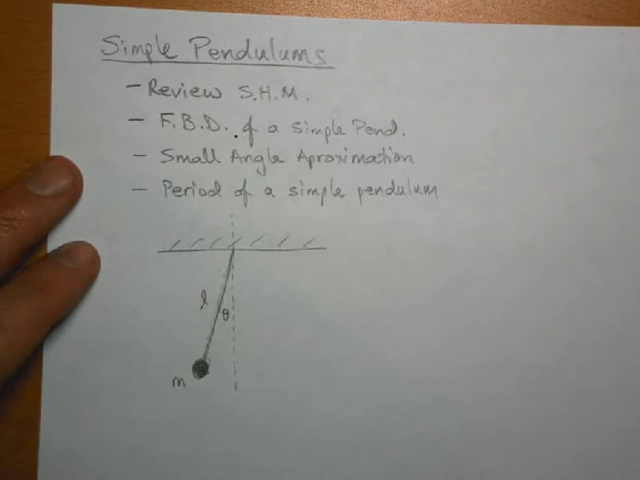 Simple Pendulums
- Review S.H.M.
- F.B.D. of a Simple Pend.
- Small Angle Aproximation
- Period of a simple pendulum
l
θ
m